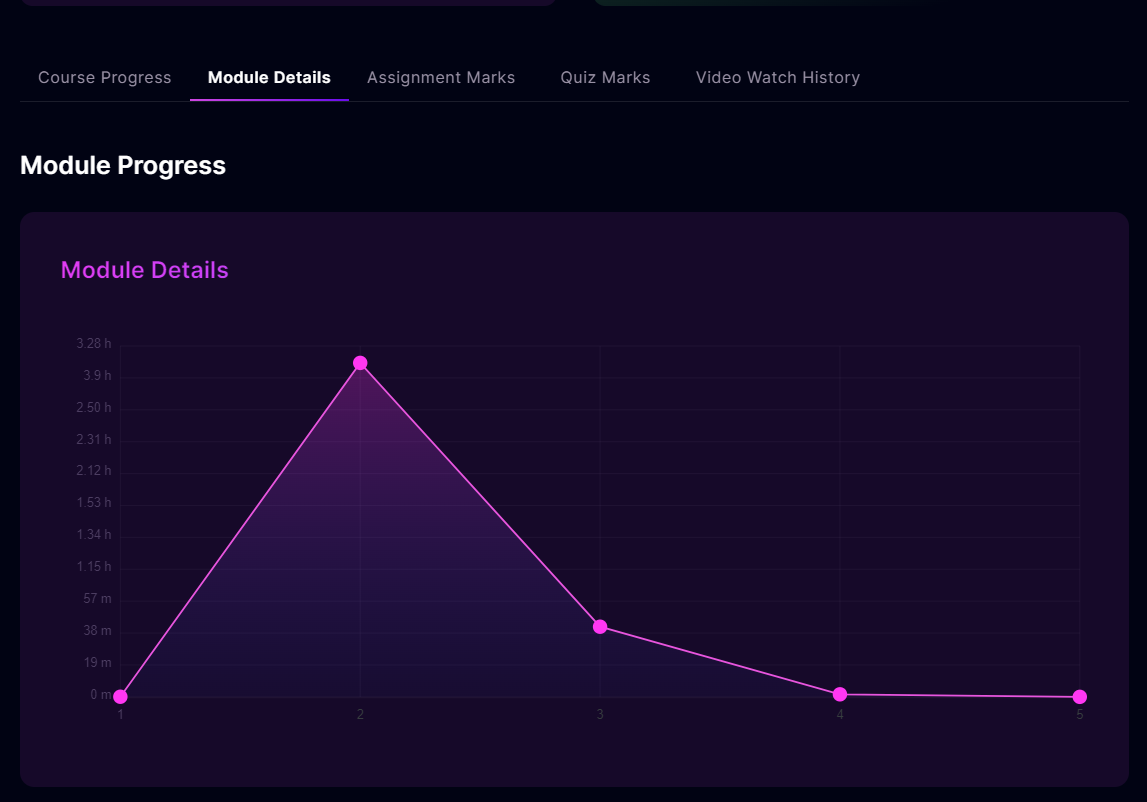 Course Progress Module Details Assignment Marks Quiz Marks Video Watch History
Module Progress
Module Details
3.28 h
3.9 h
2.50 h
2.31 h
2.12 h
1.53 h
1.34 h
1.15 h
57 m
38 m
19 m
0 m
1 2 3 4 5